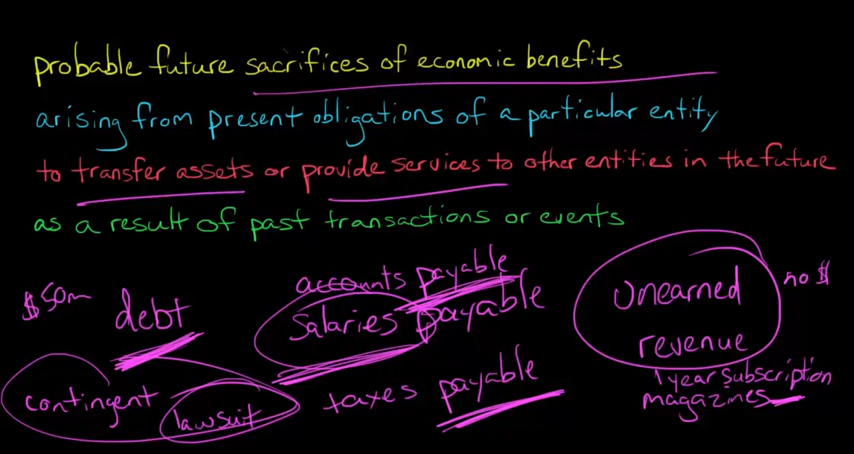 probable future sacrifices of economic benefits
arising from present obligations of a particular entity
to transfer assets or provide services to other entities in the future
as a result of past transactions or events
$50m
debt
contingent
lawsuit
accounts payable
salaries payable
taxes payable
unearned
revenue
no $
1 year subscription
magazines